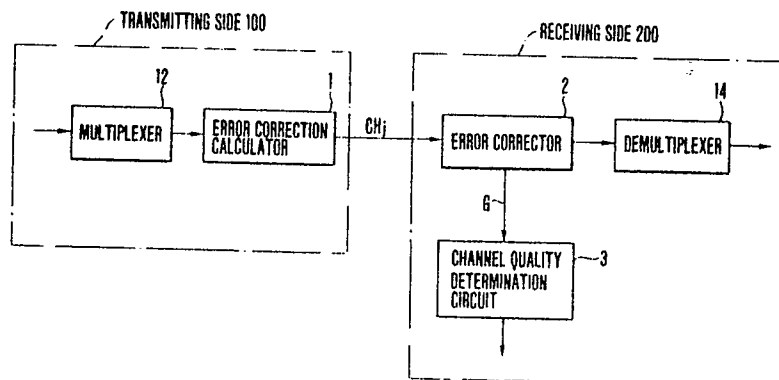 TRANSMITTING SIDE 100
RECEIVING SIDE 200
12
MULTIPLEXER
1
ERROR CORRECTION
CALCULATOR
CHi
2
ERROR CORRECTOR
14
DEMULTIPLEXER
G
CHANNEL QUALITY
DETERMINATION
CIRCUIT
3